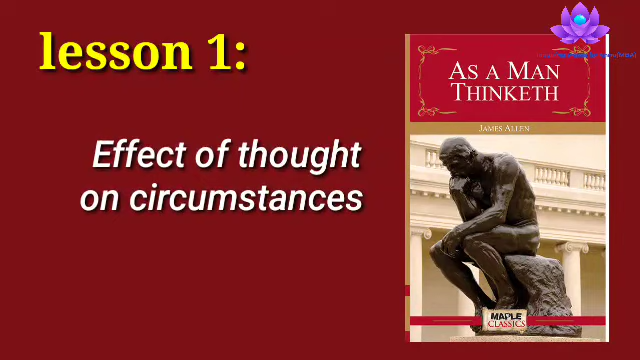 lesson 1:
Effect of thought
on circumstances
AS A MAN
THINKETH
JAMES ALLEN
MAPLE
CLASSICS